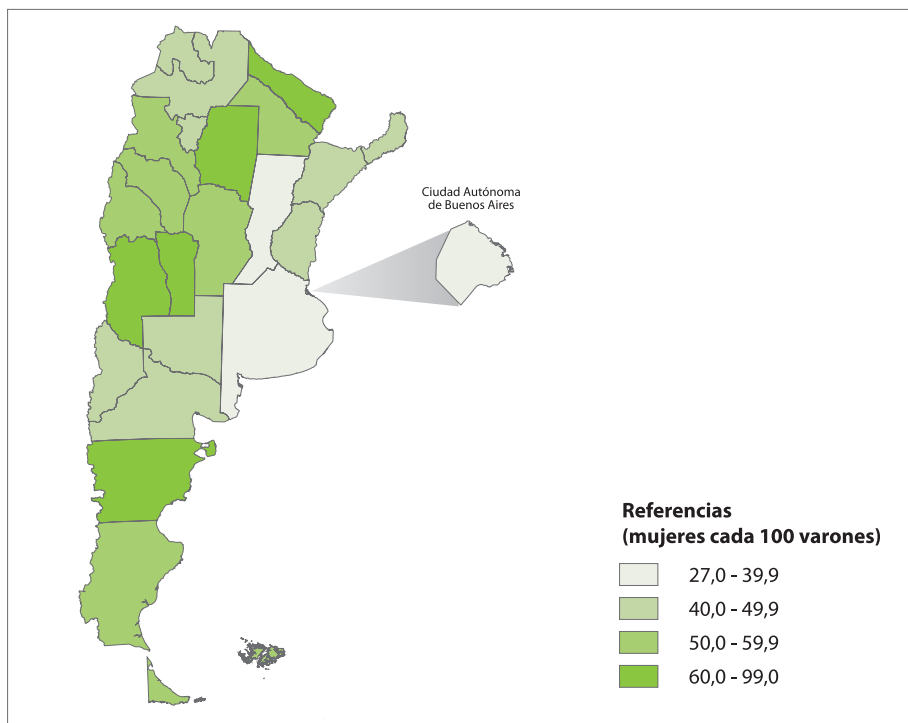 Ciudad Autónoma
de Buenos Aires
Referencias
(mujeres cada 100 varones)
27,0 - 39,9
40,0 - 49,9
50,0 - 59,9
60,0 - 99,0